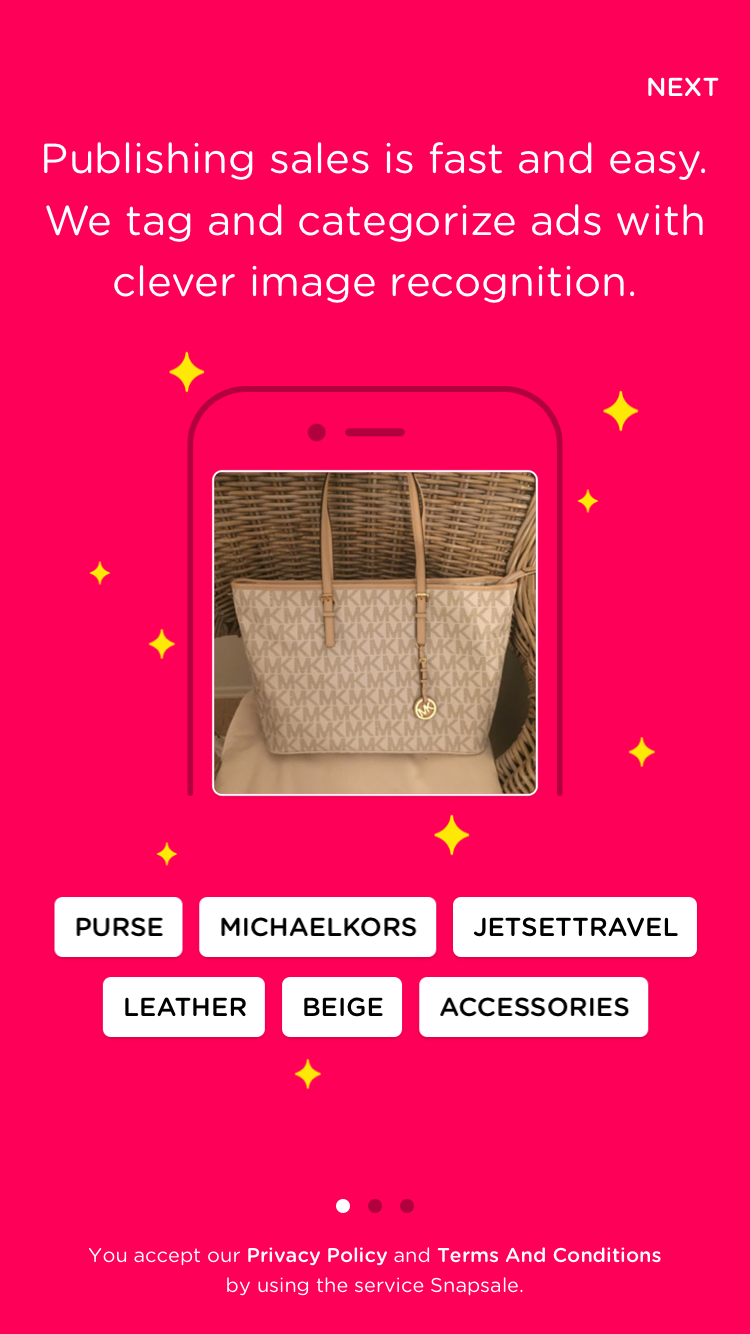 NEXT
Publishing sales is fast and easy.
We tag and categorize ads with
clever image recognition.
PURSE MICHAELKORS JETSETTRAVEL
LEATHER BEIGE ACCESSORIES
You accept our Privacy Policy and Terms And Conditions
by using the service Snapsale.